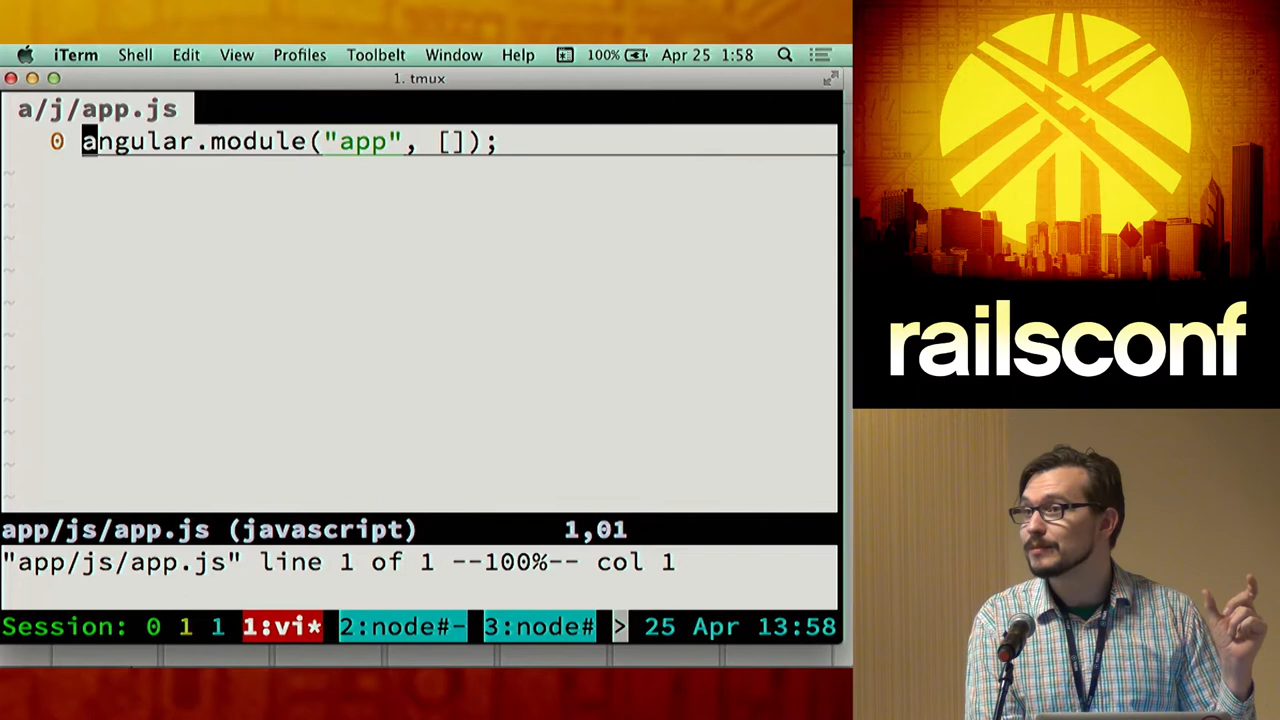 iTerm Shell Edit View Profiles Toolbelt Window Help 100% Apr 25 1:58
1. tmux
a/j/app.js
0 angular.module("app", []);
~
~
~
~
~
~
~
~
~
~
~
app/js/app.js (javascript) 1,01
"app/js/app.js" line 1 of 1 --100%-- col 1
Session: 0 1 1 1:vi* 2:node#- 3:node# > 25 Apr 13:58
railsconf